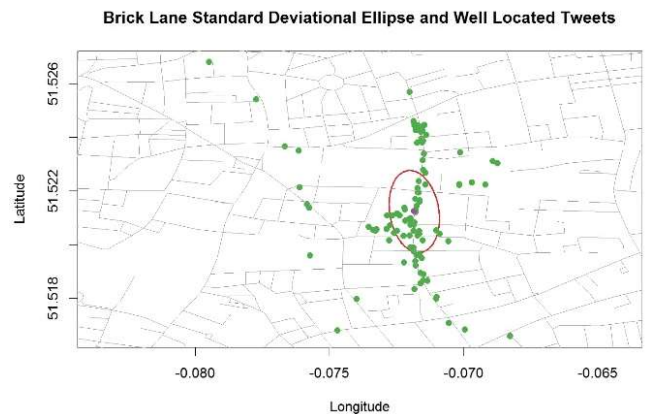 Brick Lane Standard Deviational Ellipse and Well Located Tweets
51.526
51.522
51.518
Latitude
-0.080 -0.075 -0.070 -0.065
Longitude